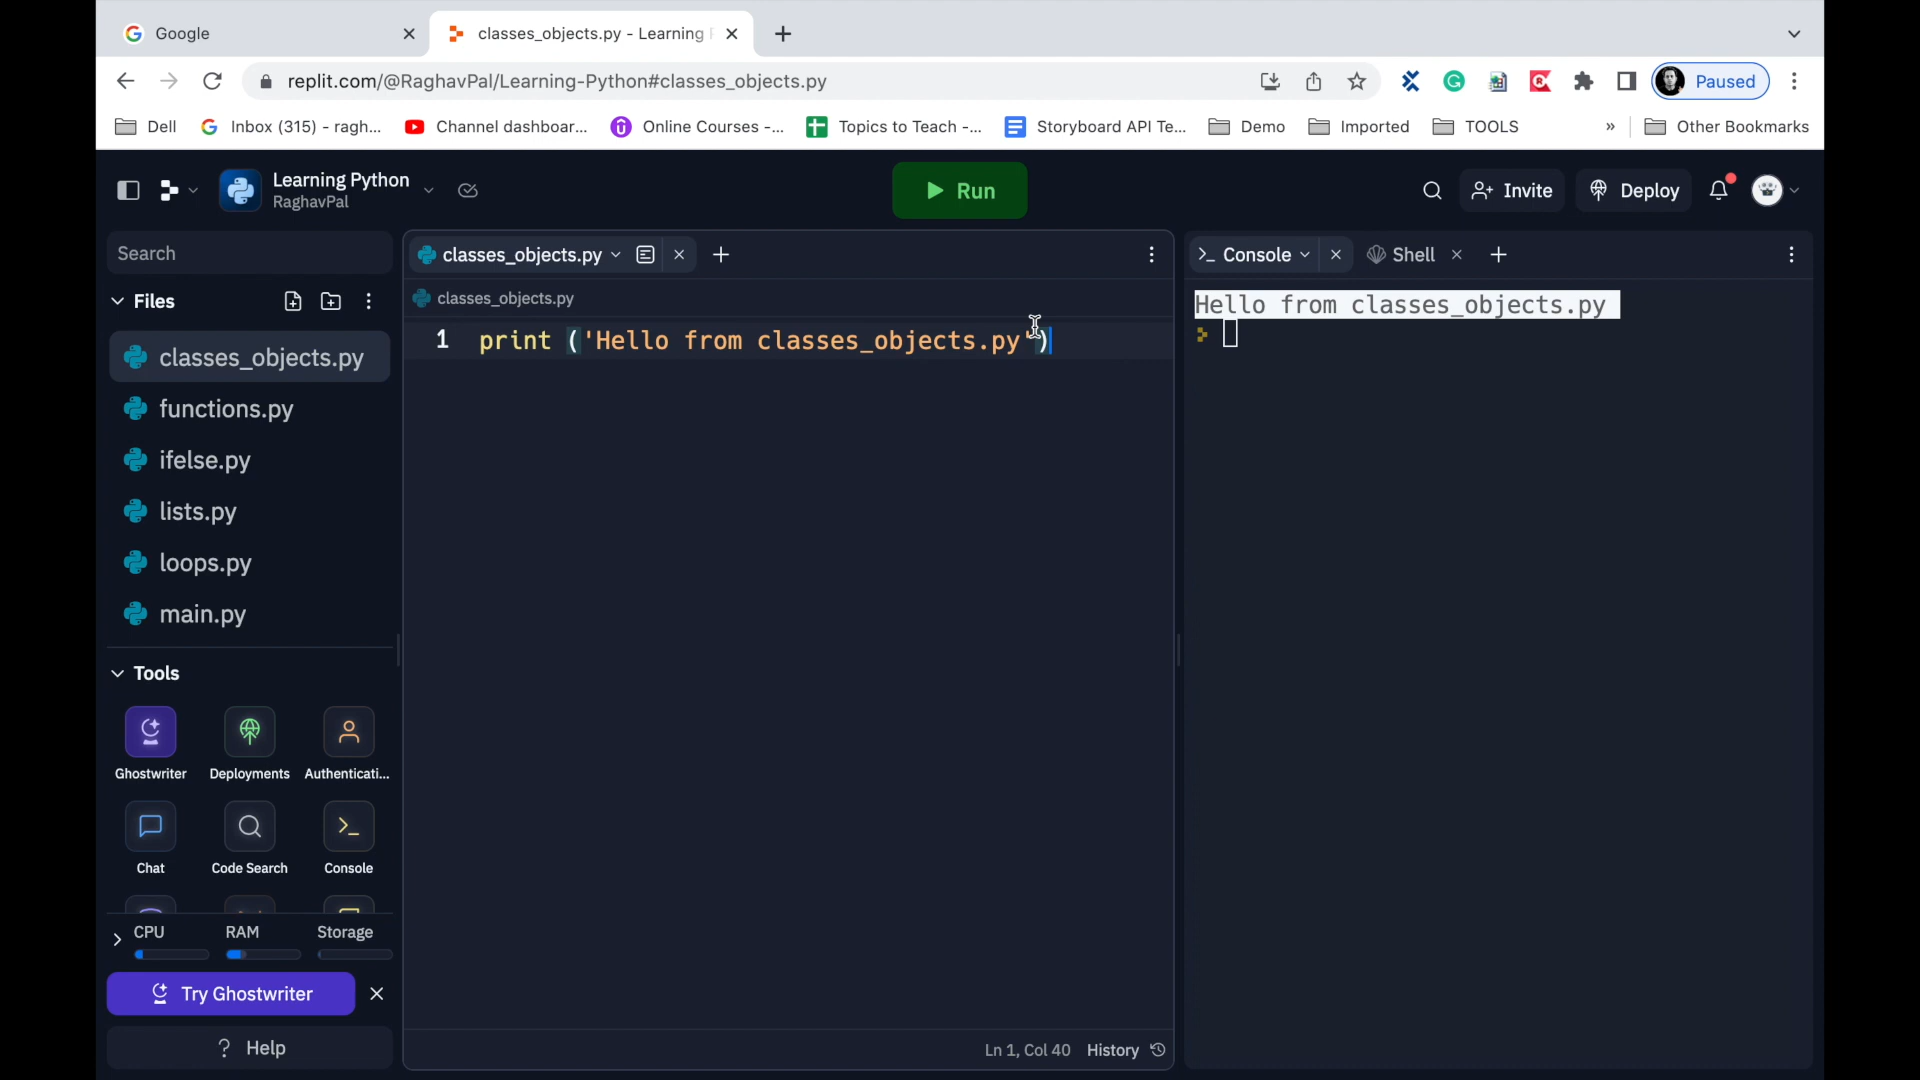 Google
classes_objects.py - Learning
replit.com/@RaghavPal/Learning-Python#classes_objects.py
Paused
Dell
Inbox (315) - ragh...
Channel dashboar...
Online Courses -...
Topics to Teach -...
Storyboard API Te...
Demo
Imported
TOOLS
»
Other Bookmarks
Learning Python
RaghavPal
Run
Invite
Deploy
Search
Files
classes_objects.py
functions.py
ifelse.py
lists.py
loops.py
main.py
Tools
Ghostwriter
Deployments
Authenticati...
Chat
Code Search
Console
CPU
RAM
Storage
Try Ghostwriter
? Help
classes_objects.py
classes_objects.py
1 print ('Hello from classes_objects.py')
Ln 1, Col 40
History
Console
Shell
Hello from classes_objects.py